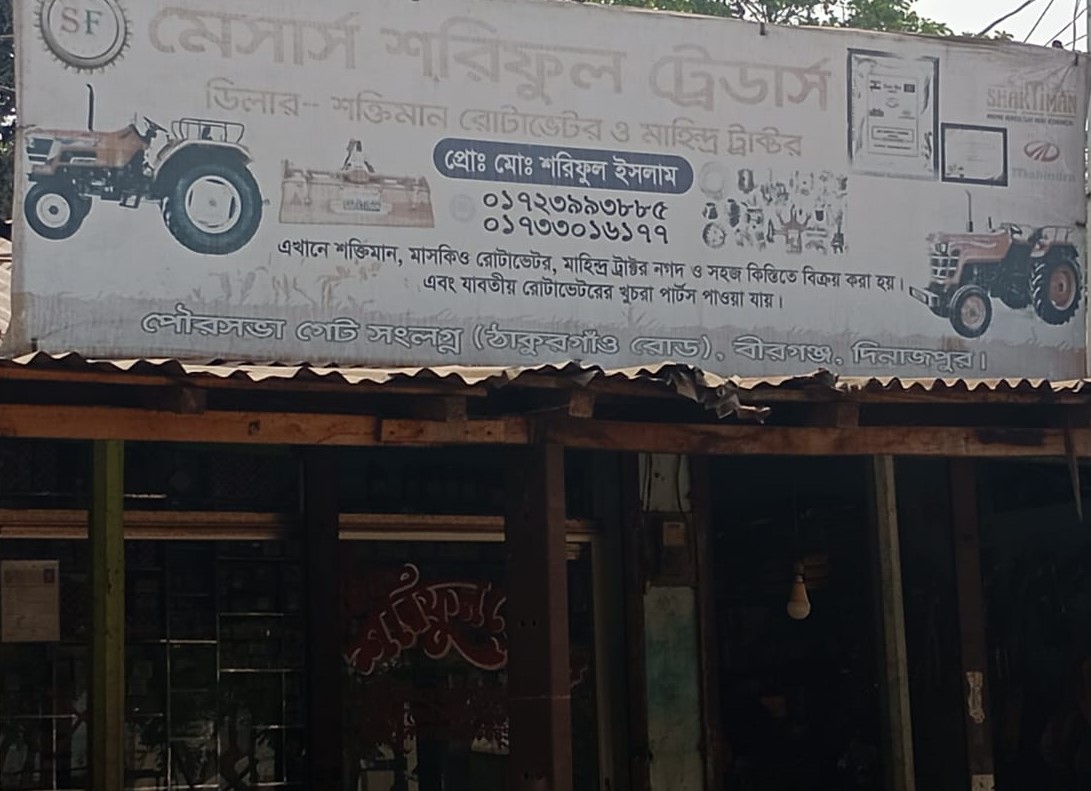 SF
মেসার্স শরিফুল ট্রেডার্স
ডিলার- শক্তিমান রোটাভেটর ও মাহিন্দ্র ট্রাক্টর
SHAKTIMAN
প্রোঃ মোঃ শরিফুল ইসলাম
Mahindra
০১৭২৩৯৯৩৮৮৫
০১৭৩৩০১৬১৭৭
এখানে শক্তিমান, মাসকিও রোটাভেটর, মাহিন্দ্র ট্রাক্টর নগদ ও সহজ কিস্তিতে বিক্রয় করা হয়।
এবং যাবতীয় রোটাভেটরের খুচরা পার্টস পাওয়া যায়।
পৌরসভা গেট সংলগ্ন (ঠাকুরগাঁও রোড), বীরগঞ্জ, দিনাজপুর।
শরিফুল